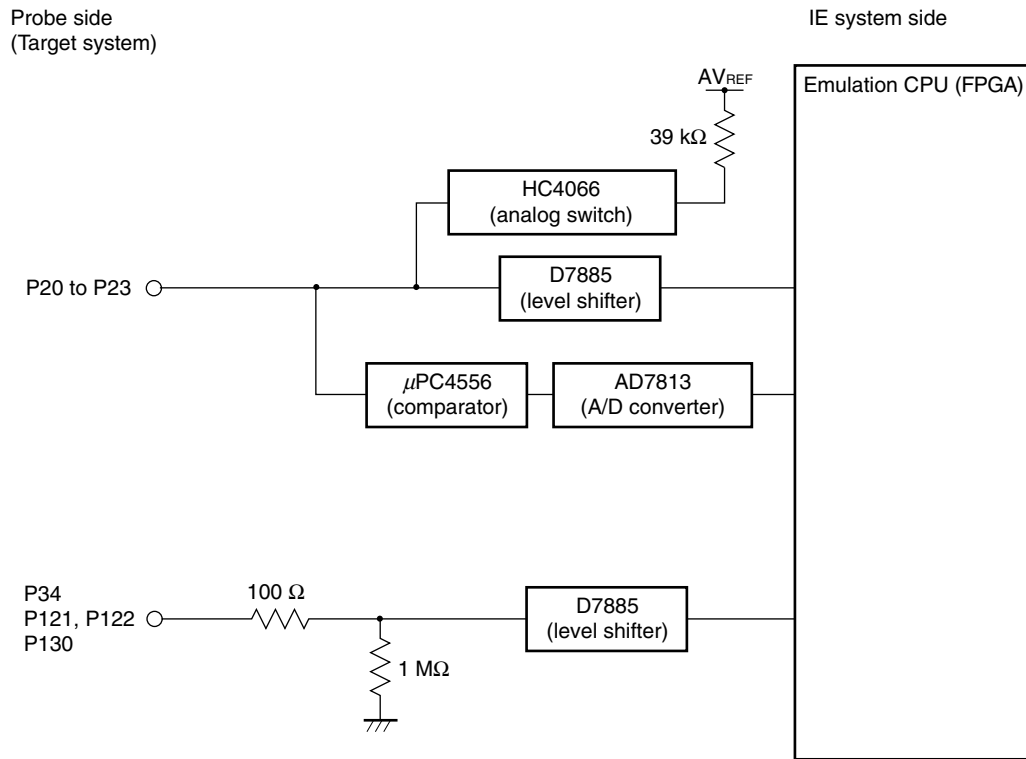 Probe side
(Target system)
IE system side
AVREF
Emulation CPU (FPGA)
39 kΩ
HC4066
(analog switch)
P20 to P23
D7885
(level shifter)
μPC4556
(comparator)
AD7813
(A/D converter)
P34
P121, P122
P130
100 Ω
D7885
(level shifter)
1 MΩ